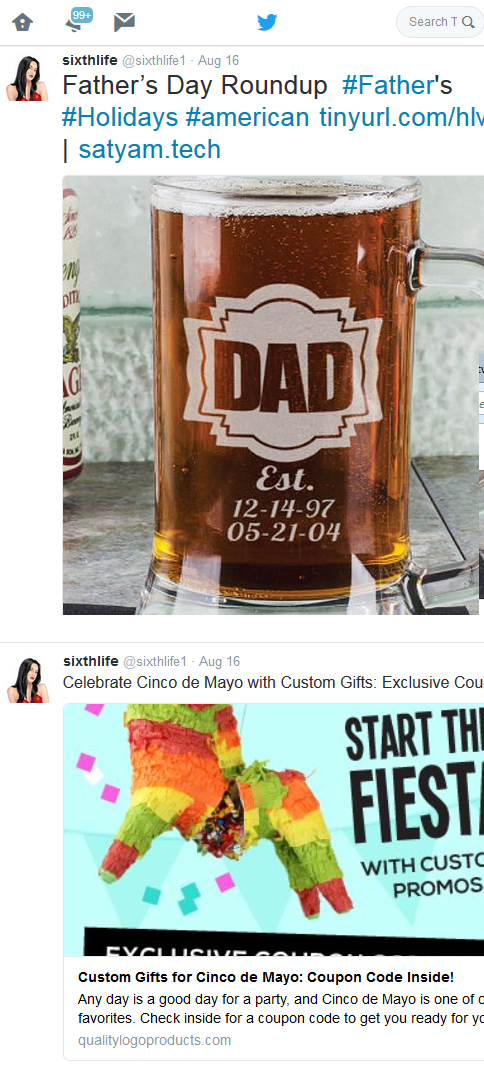 99+
Search T
sixthlife @sixthlife1 · Aug 16
Father’s Day Roundup #Father's
#Holidays #american tinyurl.com/hlv
| satyam.tech
DAD
Est.
12-14-97
05-21-04
sixthlife @sixthlife1 · Aug 16
Celebrate Cinco de Mayo with Custom Gifts: Exclusive Cou
START TH
FIEST
WITH CUSTO
PROMOS
EXCLUSIVE COUPON
Custom Gifts for Cinco de Mayo: Coupon Code Inside!
Any day is a good day for a party, and Cinco de Mayo is one of o
favorites. Check inside for a coupon code to get you ready for yo
qualitylogoproducts.com